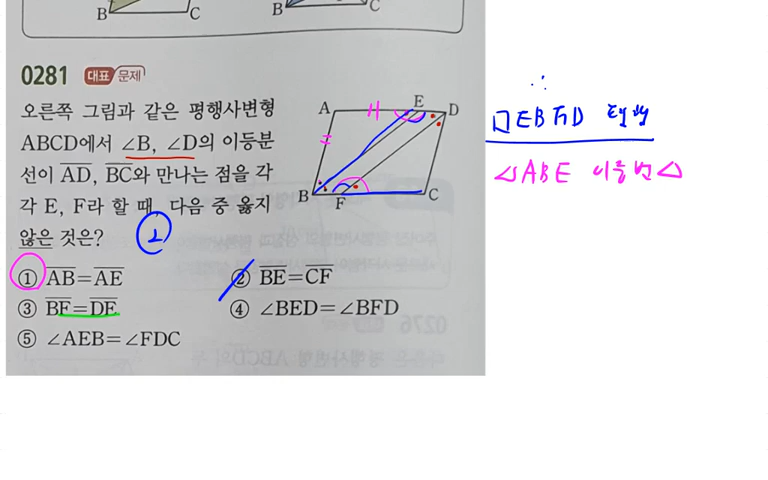 B C B C
0281 대표 문제
오른쪽 그림과 같은 평행사변형
ABCD에서 ∠B, ∠D의 이등분
선이 AD, BC와 만나는 점을 각
각 E, F라 할 때, 다음 중 옳지
않은 것은?
① AB=AE
② BE=CF
③ BF=DE
④ ∠BED=∠BFD
⑤ ∠AEB=∠FDC
A E D
B F C
②
∴
□EBFD 평행
△ABE 이등변△